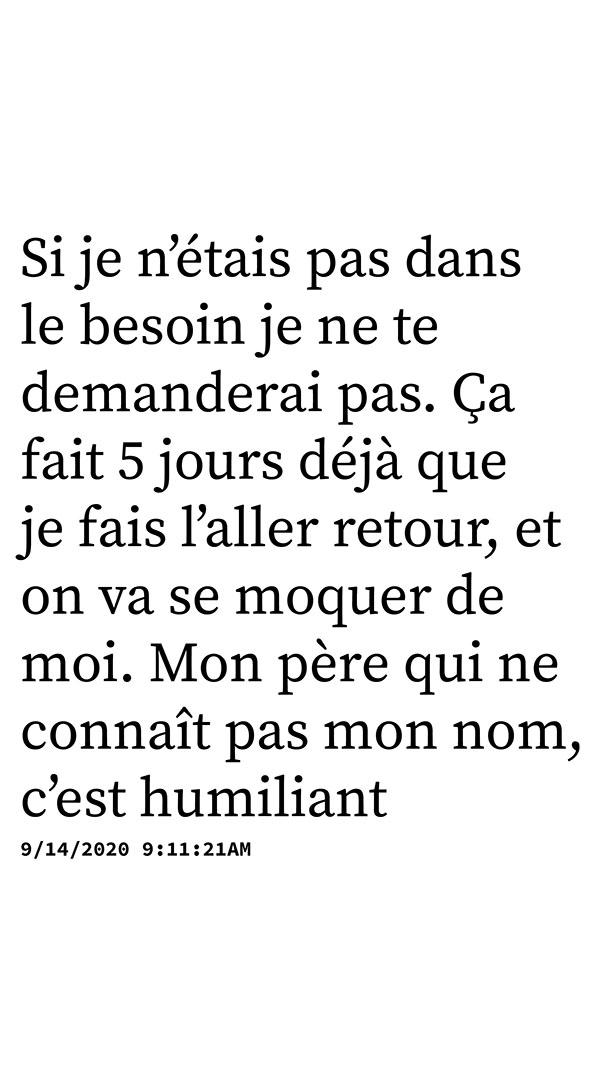 Si je n’étais pas dans
le besoin je ne te
demanderai pas. Ça
fait 5 jours déjà que
je fais l’aller retour, et
on va se moquer de
moi. Mon père qui ne
connaît pas mon nom,
c’est humiliant
9/14/2020 9:11:21AM